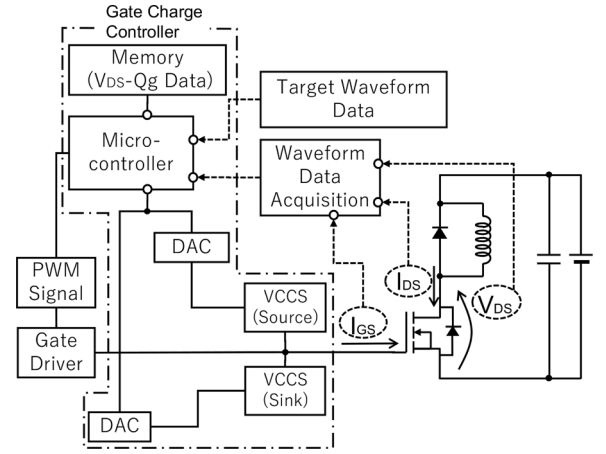 Gate Charge
Controller
Memory
(VDS-Qg Data)
Target Waveform
Data
Micro-
controller
Waveform
Data
Acquisition
DAC
PWM
Signal
VCCS
(Source)
IDS
VDS
IGS
Gate
Driver
VCCS
(Sink)
DAC